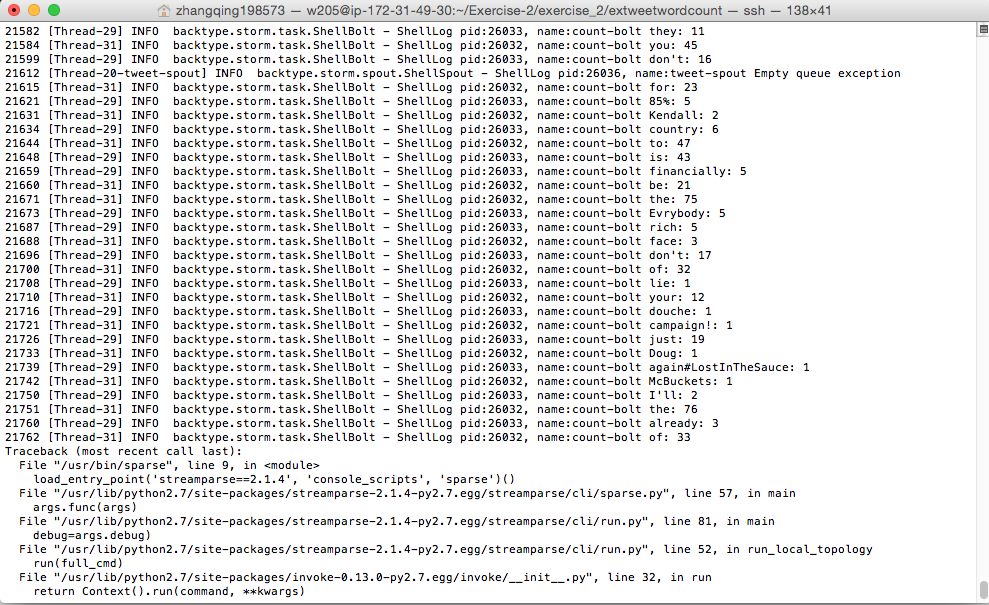 zhangqing198573 — w205@ip-172-31-49-30:~/Exercise-2/exercise_2/extweetwordcount — ssh — 138×41
21582 [Thread-29] INFO  backtype.storm.task.ShellBolt - ShellLog pid:26033, name:count-bolt they: 11
21584 [Thread-31] INFO  backtype.storm.task.ShellBolt - ShellLog pid:26032, name:count-bolt you: 45
21599 [Thread-29] INFO  backtype.storm.task.ShellBolt - ShellLog pid:26033, name:count-bolt don't: 16
21612 [Thread-20-tweet-spout] INFO  backtype.storm.spout.ShellSpout - ShellLog pid:26036, name:tweet-spout Empty queue exception
21615 [Thread-31] INFO  backtype.storm.task.ShellBolt - ShellLog pid:26032, name:count-bolt for: 23
21621 [Thread-29] INFO  backtype.storm.task.ShellBolt - ShellLog pid:26033, name:count-bolt 85%: 5
21631 [Thread-31] INFO  backtype.storm.task.ShellBolt - ShellLog pid:26032, name:count-bolt Kendall: 2
21634 [Thread-29] INFO  backtype.storm.task.ShellBolt - ShellLog pid:26033, name:count-bolt country: 6
21644 [Thread-31] INFO  backtype.storm.task.ShellBolt - ShellLog pid:26032, name:count-bolt to: 47
21648 [Thread-29] INFO  backtype.storm.task.ShellBolt - ShellLog pid:26033, name:count-bolt is: 43
21659 [Thread-29] INFO  backtype.storm.task.ShellBolt - ShellLog pid:26033, name:count-bolt financially: 5
21660 [Thread-31] INFO  backtype.storm.task.ShellBolt - ShellLog pid:26032, name:count-bolt be: 21
21671 [Thread-31] INFO  backtype.storm.task.ShellBolt - ShellLog pid:26032, name:count-bolt the: 75
21673 [Thread-29] INFO  backtype.storm.task.ShellBolt - ShellLog pid:26033, name:count-bolt Evrybody: 5
21687 [Thread-29] INFO  backtype.storm.task.ShellBolt - ShellLog pid:26033, name:count-bolt rich: 5
21688 [Thread-31] INFO  backtype.storm.task.ShellBolt - ShellLog pid:26032, name:count-bolt face: 3
21696 [Thread-29] INFO  backtype.storm.task.ShellBolt - ShellLog pid:26033, name:count-bolt don't: 17
21700 [Thread-31] INFO  backtype.storm.task.ShellBolt - ShellLog pid:26032, name:count-bolt of: 32
21708 [Thread-29] INFO  backtype.storm.task.ShellBolt - ShellLog pid:26033, name:count-bolt lie: 1
21710 [Thread-31] INFO  backtype.storm.task.ShellBolt - ShellLog pid:26032, name:count-bolt your: 12
21716 [Thread-29] INFO  backtype.storm.task.ShellBolt - ShellLog pid:26033, name:count-bolt douche: 1
21721 [Thread-31] INFO  backtype.storm.task.ShellBolt - ShellLog pid:26032, name:count-bolt campaign!: 1
21726 [Thread-29] INFO  backtype.storm.task.ShellBolt - ShellLog pid:26033, name:count-bolt just: 19
21733 [Thread-31] INFO  backtype.storm.task.ShellBolt - ShellLog pid:26032, name:count-bolt Doug: 1
21739 [Thread-29] INFO  backtype.storm.task.ShellBolt - ShellLog pid:26033, name:count-bolt again#LostInTheSauce: 1
21742 [Thread-31] INFO  backtype.storm.task.ShellBolt - ShellLog pid:26032, name:count-bolt McBuckets: 1
21750 [Thread-29] INFO  backtype.storm.task.ShellBolt - ShellLog pid:26033, name:count-bolt I'll: 2
21751 [Thread-31] INFO  backtype.storm.task.ShellBolt - ShellLog pid:26032, name:count-bolt the: 76
21760 [Thread-29] INFO  backtype.storm.task.ShellBolt - ShellLog pid:26033, name:count-bolt already: 3
21762 [Thread-31] INFO  backtype.storm.task.ShellBolt - ShellLog pid:26032, name:count-bolt of: 33
Traceback (most recent call last):
  File "/usr/bin/sparse", line 9, in <module>
    load_entry_point('streamparse==2.1.4', 'console_scripts', 'sparse')()
  File "/usr/lib/python2.7/site-packages/streamparse-2.1.4-py2.7.egg/streamparse/cli/sparse.py", line 57, in main
    args.func(args)
  File "/usr/lib/python2.7/site-packages/streamparse-2.1.4-py2.7.egg/streamparse/cli/run.py", line 81, in main
    debug=args.debug)
  File "/usr/lib/python2.7/site-packages/streamparse-2.1.4-py2.7.egg/streamparse/cli/run.py", line 52, in run_local_topology
    run(full_cmd)
  File "/usr/lib/python2.7/site-packages/invoke-0.13.0-py2.7.egg/invoke/__init__.py", line 32, in run
    return Context().run(command, **kwargs)